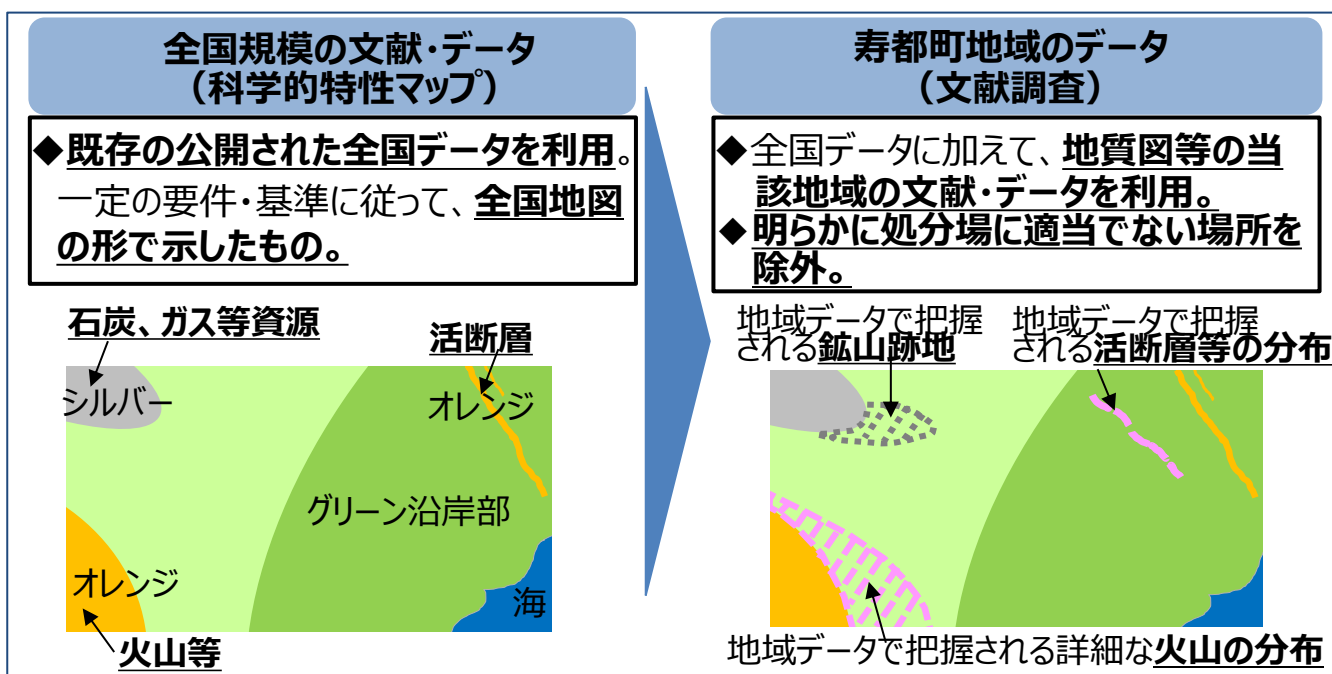 全国規模の文献・データ
（科学的特性マップ）
◆既存の公開された全国データを利用。
一定の要件・基準に従って、全国地図
の形で示したもの。
石炭、ガス等資源
活断層
シルバー
オレンジ
グリーン沿岸部
オレンジ
海
火山等
寿都町地域のデータ
（文献調査）
◆全国データに加えて、地質図等の当
該地域の文献・データを利用。
◆明らかに処分場に適当でない場所を
除外。
地域データで把握
される鉱山跡地
地域データで把握
される活断層等の分布
地域データで把握される詳細な火山の分布